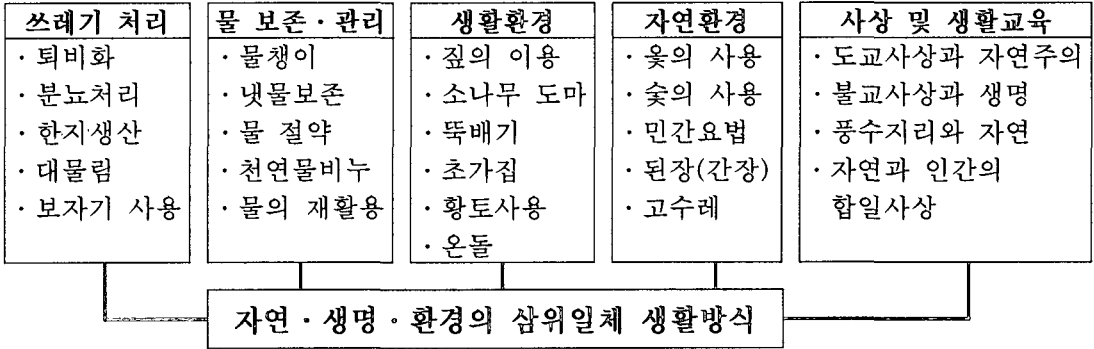 쓰레기 처리
· 퇴비화
· 분뇨처리
· 한지생산
· 대물림
· 보자기 사용
물 보존·관리
· 물챙이
· 냇물보존
· 물 절약
· 천연물비누
· 물의 재활용
생활환경
· 짚의 이용
· 소나무 도마
· 뚝배기
· 초가집
· 황토사용
· 온돌
자연환경
· 옻의 사용
· 숯의 사용
· 민간요법
· 된장(간장)
· 고수레
사상 및 생활교육
· 도교사상과 자연주의
· 불교사상과 생명
· 풍수지리와 자연
· 자연과 인간의
합일사상
자연·생명·환경의 삼위일체 생활방식